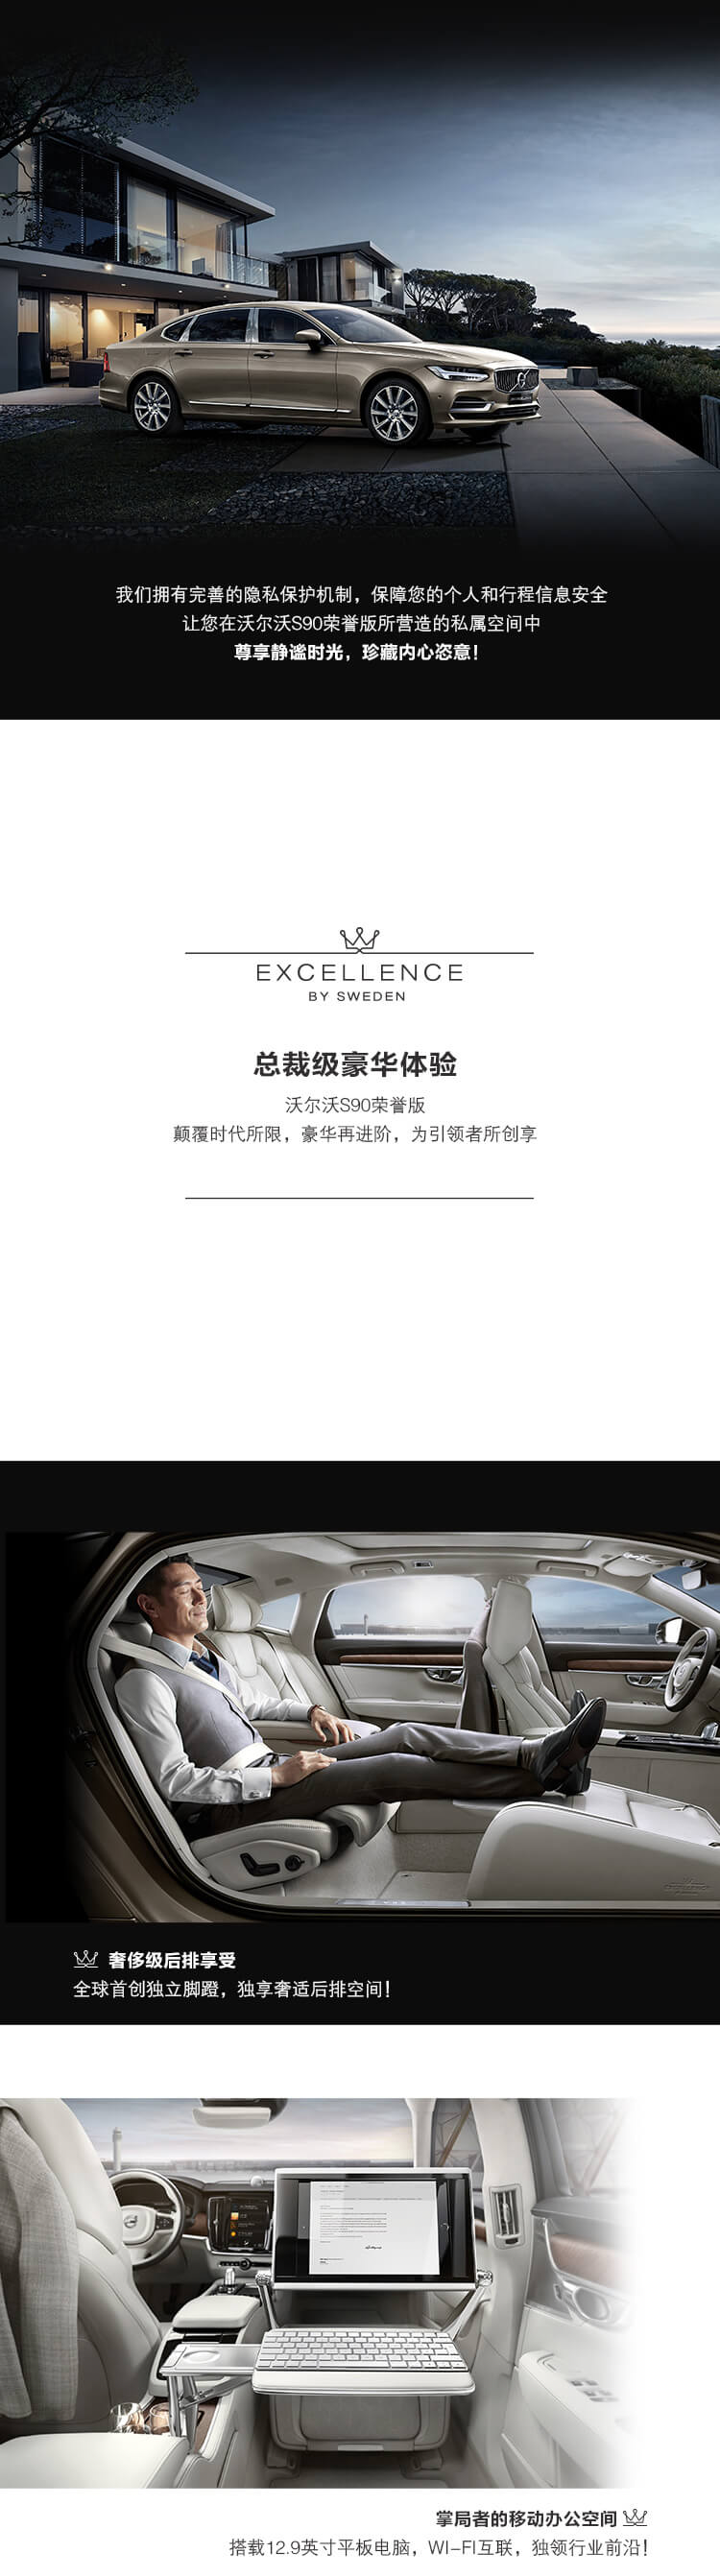 我们拥有完善的隐私保护机制，保障您的个人和行程信息安全
让您在沃尔沃S90荣誉版所营造的私属空间中
尊享静谧时光，珍藏内心恣意！
EXCELLENCE
BY SWEDEN
总裁级豪华体验
沃尔沃S90荣誉版
颠覆时代所限，豪华再进阶，为引领者所创享
奢侈级后排享受
全球首创独立脚蹬，独享奢适后排空间！
掌局者的移动办公空间
搭载12.9英寸平板电脑，WI-FI互联，独领行业前沿！